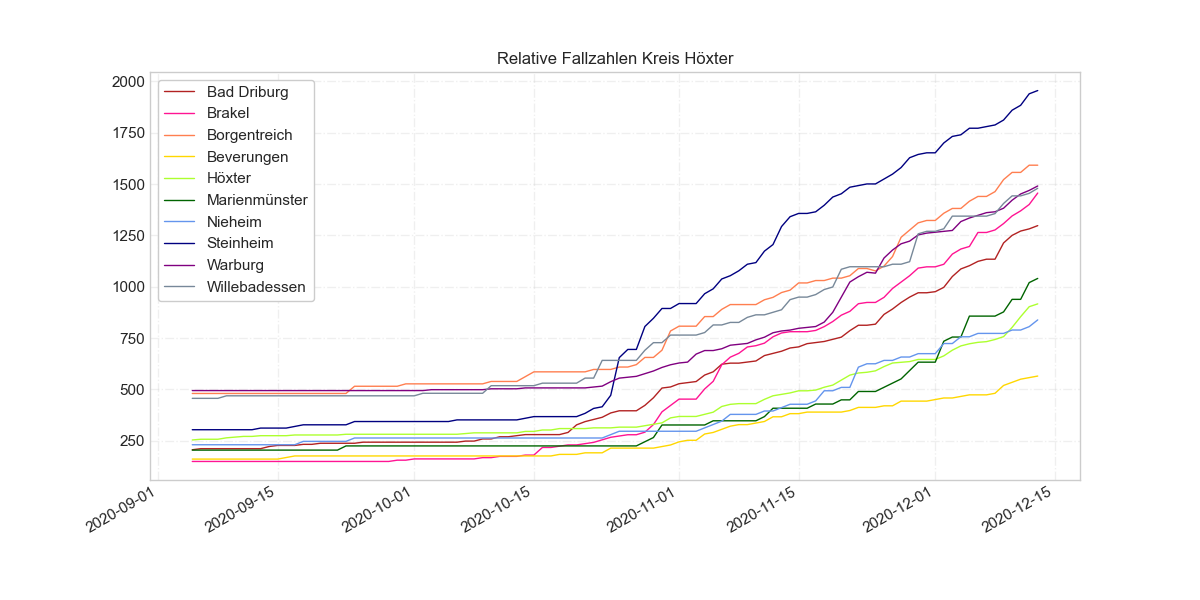 Relative Fallzahlen Kreis Höxter
2000
1750
1500
1250
1000
750
500
250
Bad Driburg
Brakel
Borgentreich
Beverungen
Höxter
Marienmünster
Nieheim
Steinheim
Warburg
Willebadessen
2020-09-01
2020-09-15
2020-10-01
2020-10-15
2020-11-01
2020-11-15
2020-12-01
2020-12-15